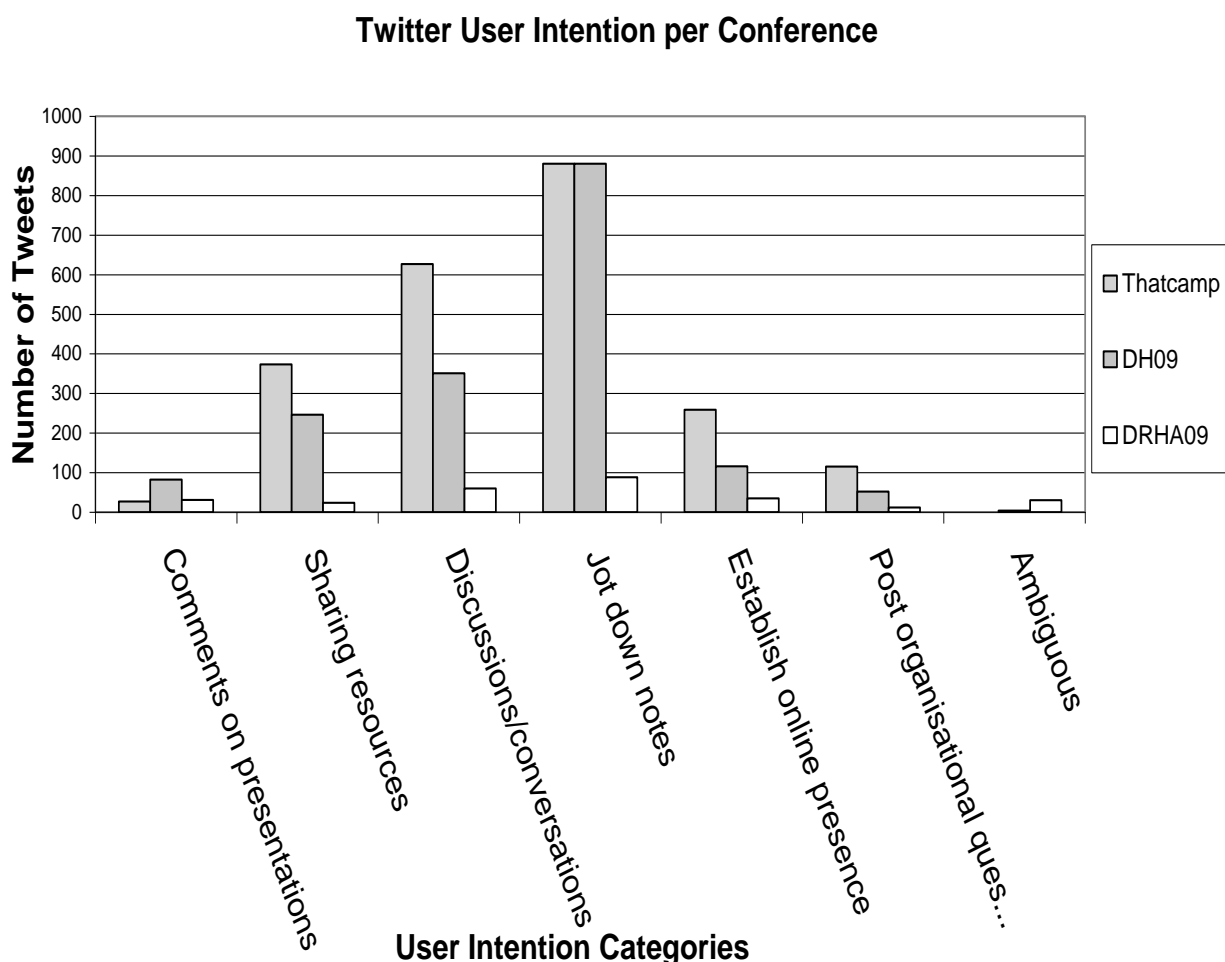 Twitter User Intention per Conference
Number of Tweets
1000
900
800
700
600
500
400
300
200
100
0
Thatcamp
DH09
DRHA09
Comments on presentations
Sharing resources
Discussions/conversations
Jot down notes
Establish online presence
Post organisational ques...
Ambiguous
User Intention Categories